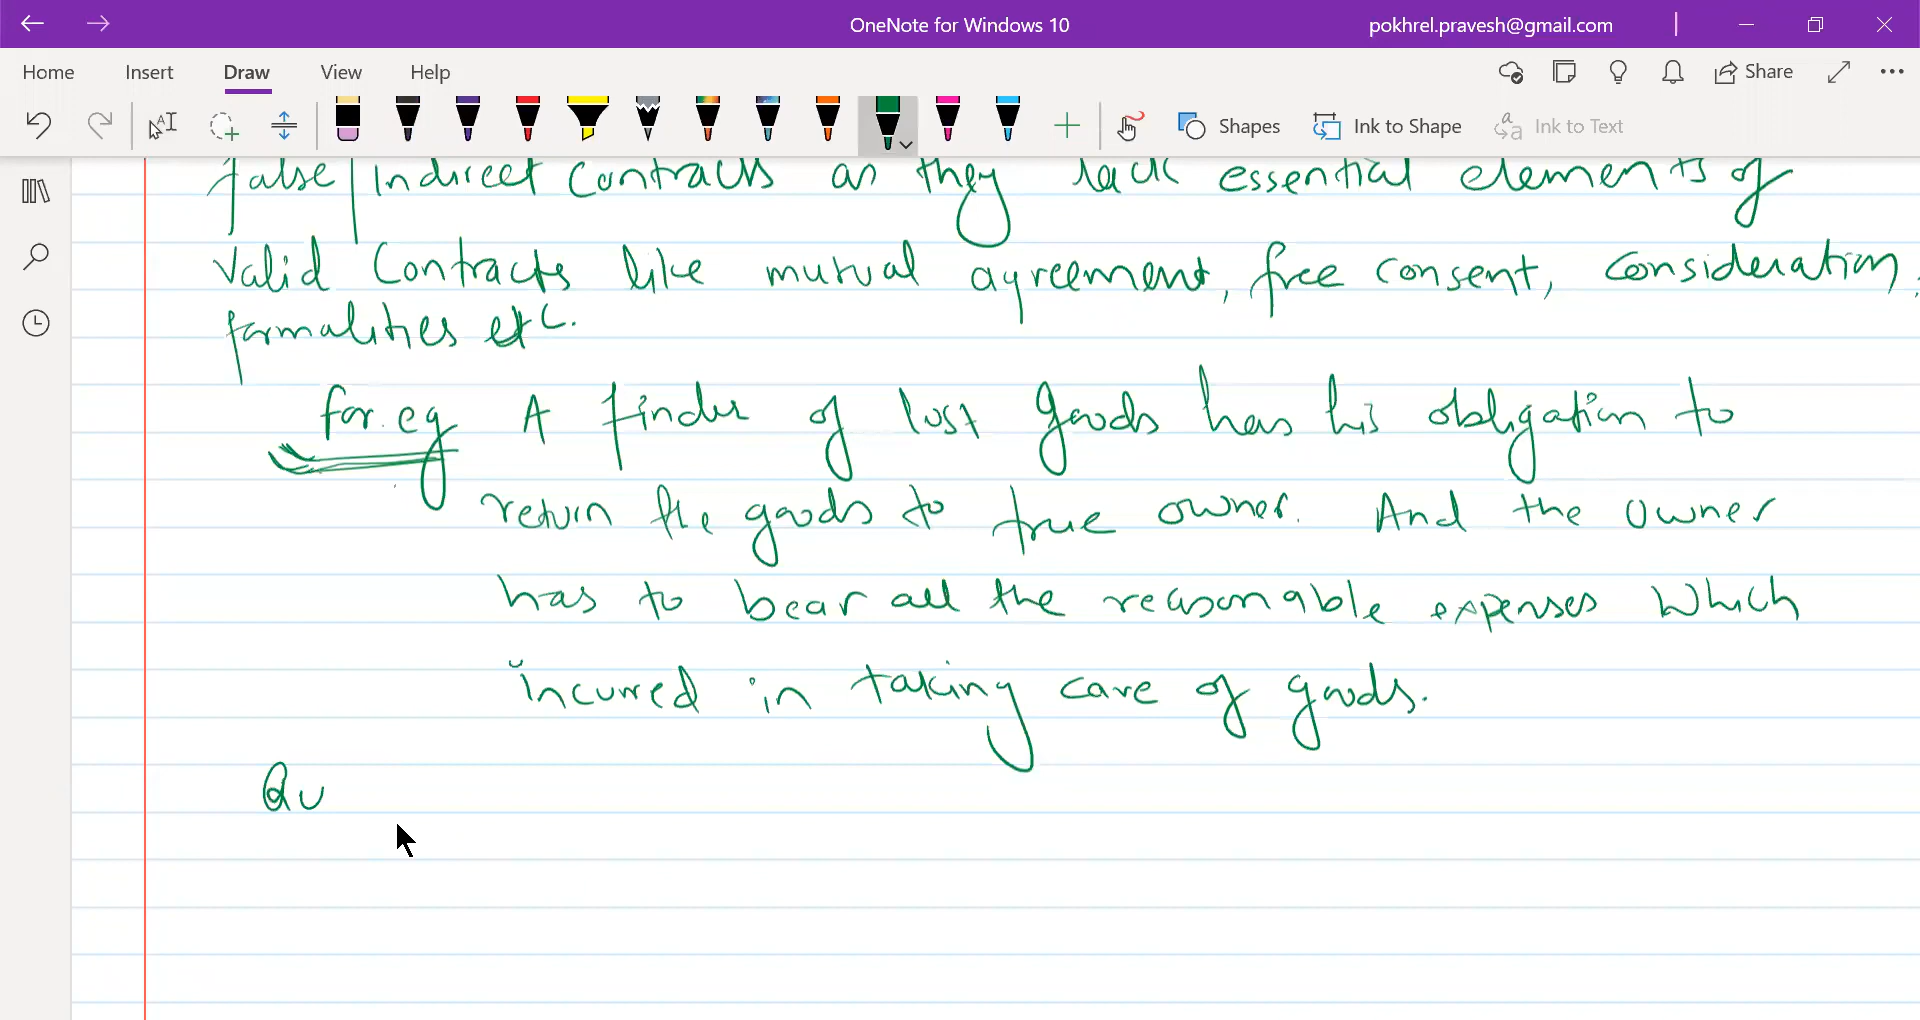 OneNote for Windows 10
pokhrel.pravesh@gmail.com
Home Insert Draw View Help
Share
Shapes Ink to Shape Ink to Text
false/Indirect Contracts as they lack essential elements of
Valid Contracts like mutual agreement, free consent, consideration,
formalities etc.
for. eg A finder of lost goods has his obligation to
return the goods to true owner. And the owner
has to bear all the reasonable expenses which
incurred in taking care of goods.
Qu